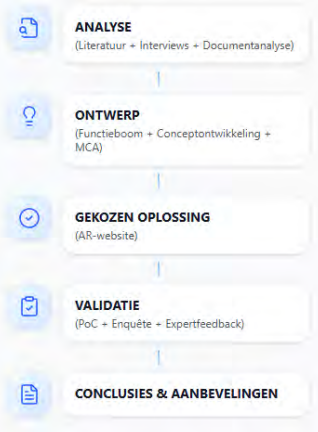 ANALYSE
(Literatuur + Interviews + Documentanalyse)
ONTWERP
(Functieboom + Conceptontwikkeling +
MCA)
GEKOZEN OPLOSSING
(AR-website)
VALIDATIE
(PoC + Enquête + Expertfeedback)
CONCLUSIES & AANBEVELINGEN